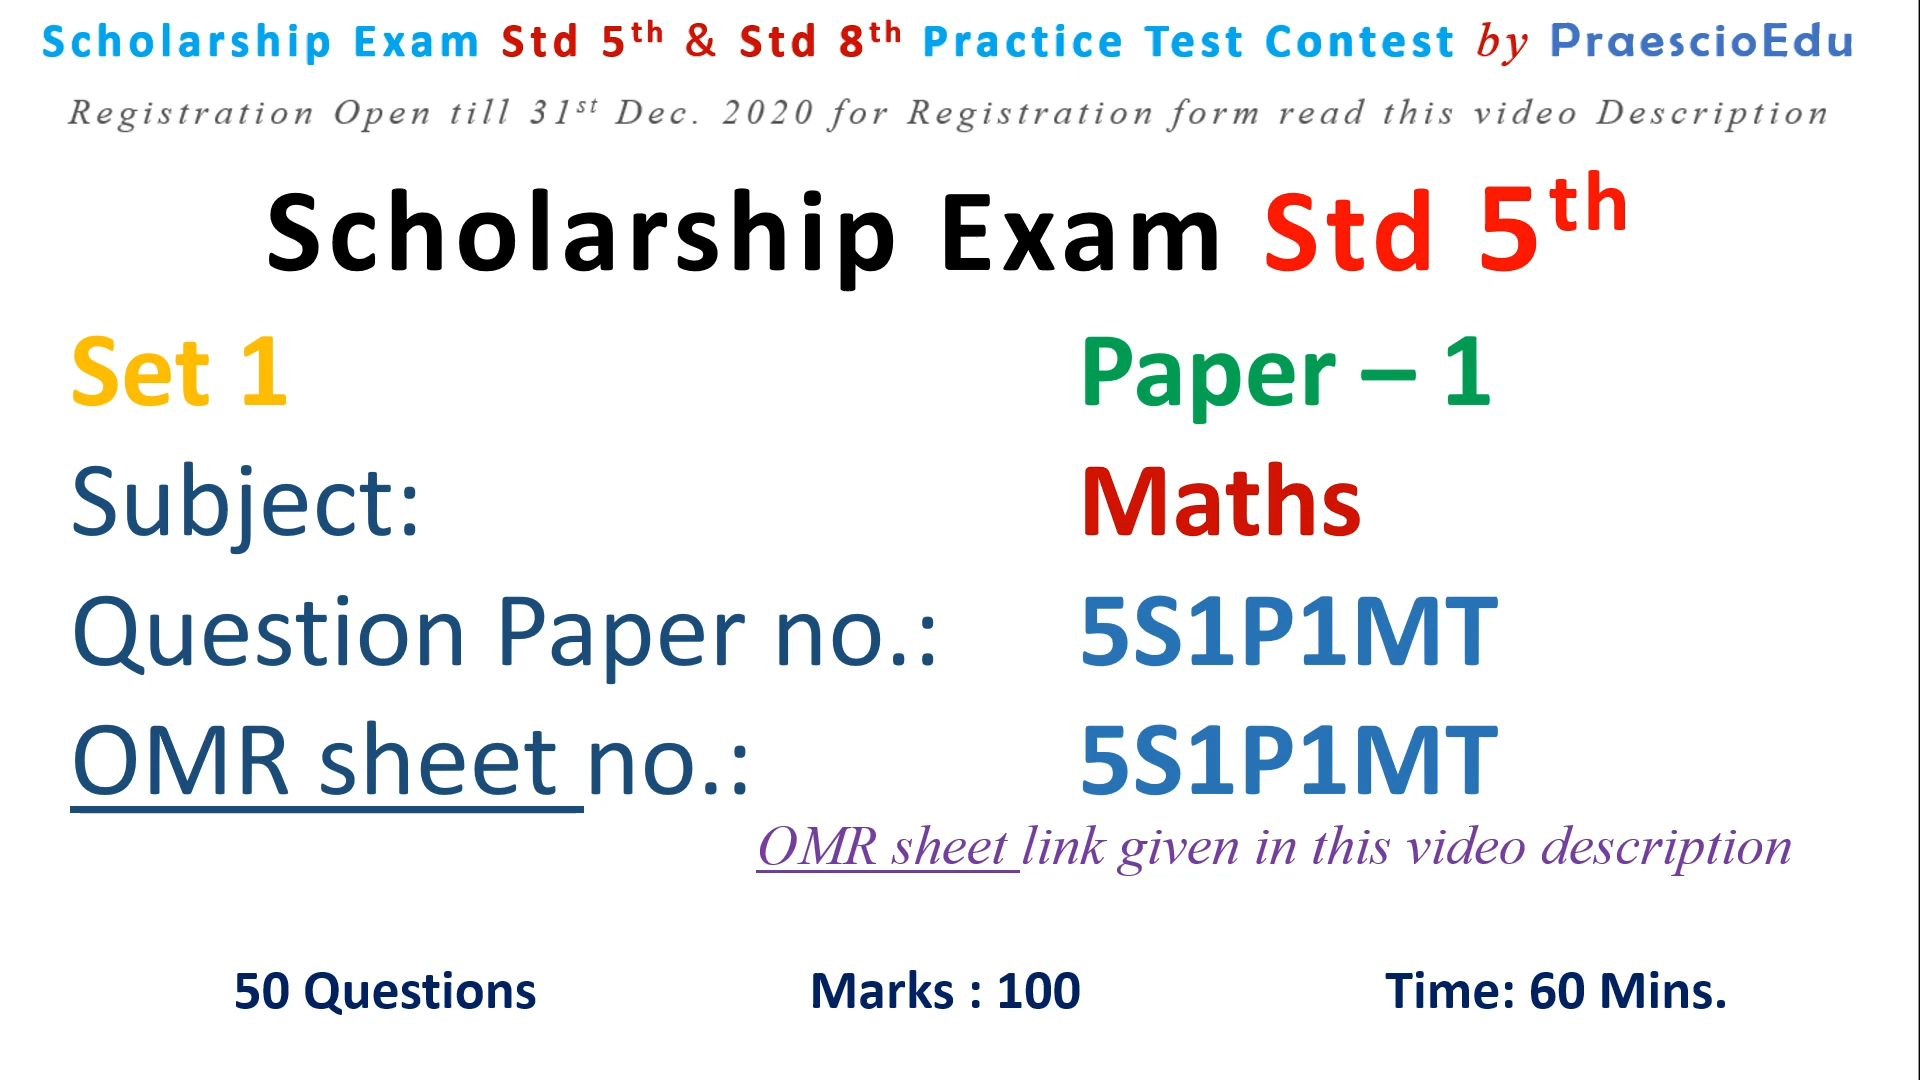 Scholarship Exam Std 5th & Std 8th Practice Test Contest by PraescioEdu
Registration Open till 31st Dec. 2020 for Registration form read this video Description
Scholarship Exam Std 5th
Set 1 Paper – 1
Subject: Maths
Question Paper no.: 5S1P1MT
OMR sheet no.: 5S1P1MT
OMR sheet link given in this video description
50 Questions Marks : 100 Time: 60 Mins.